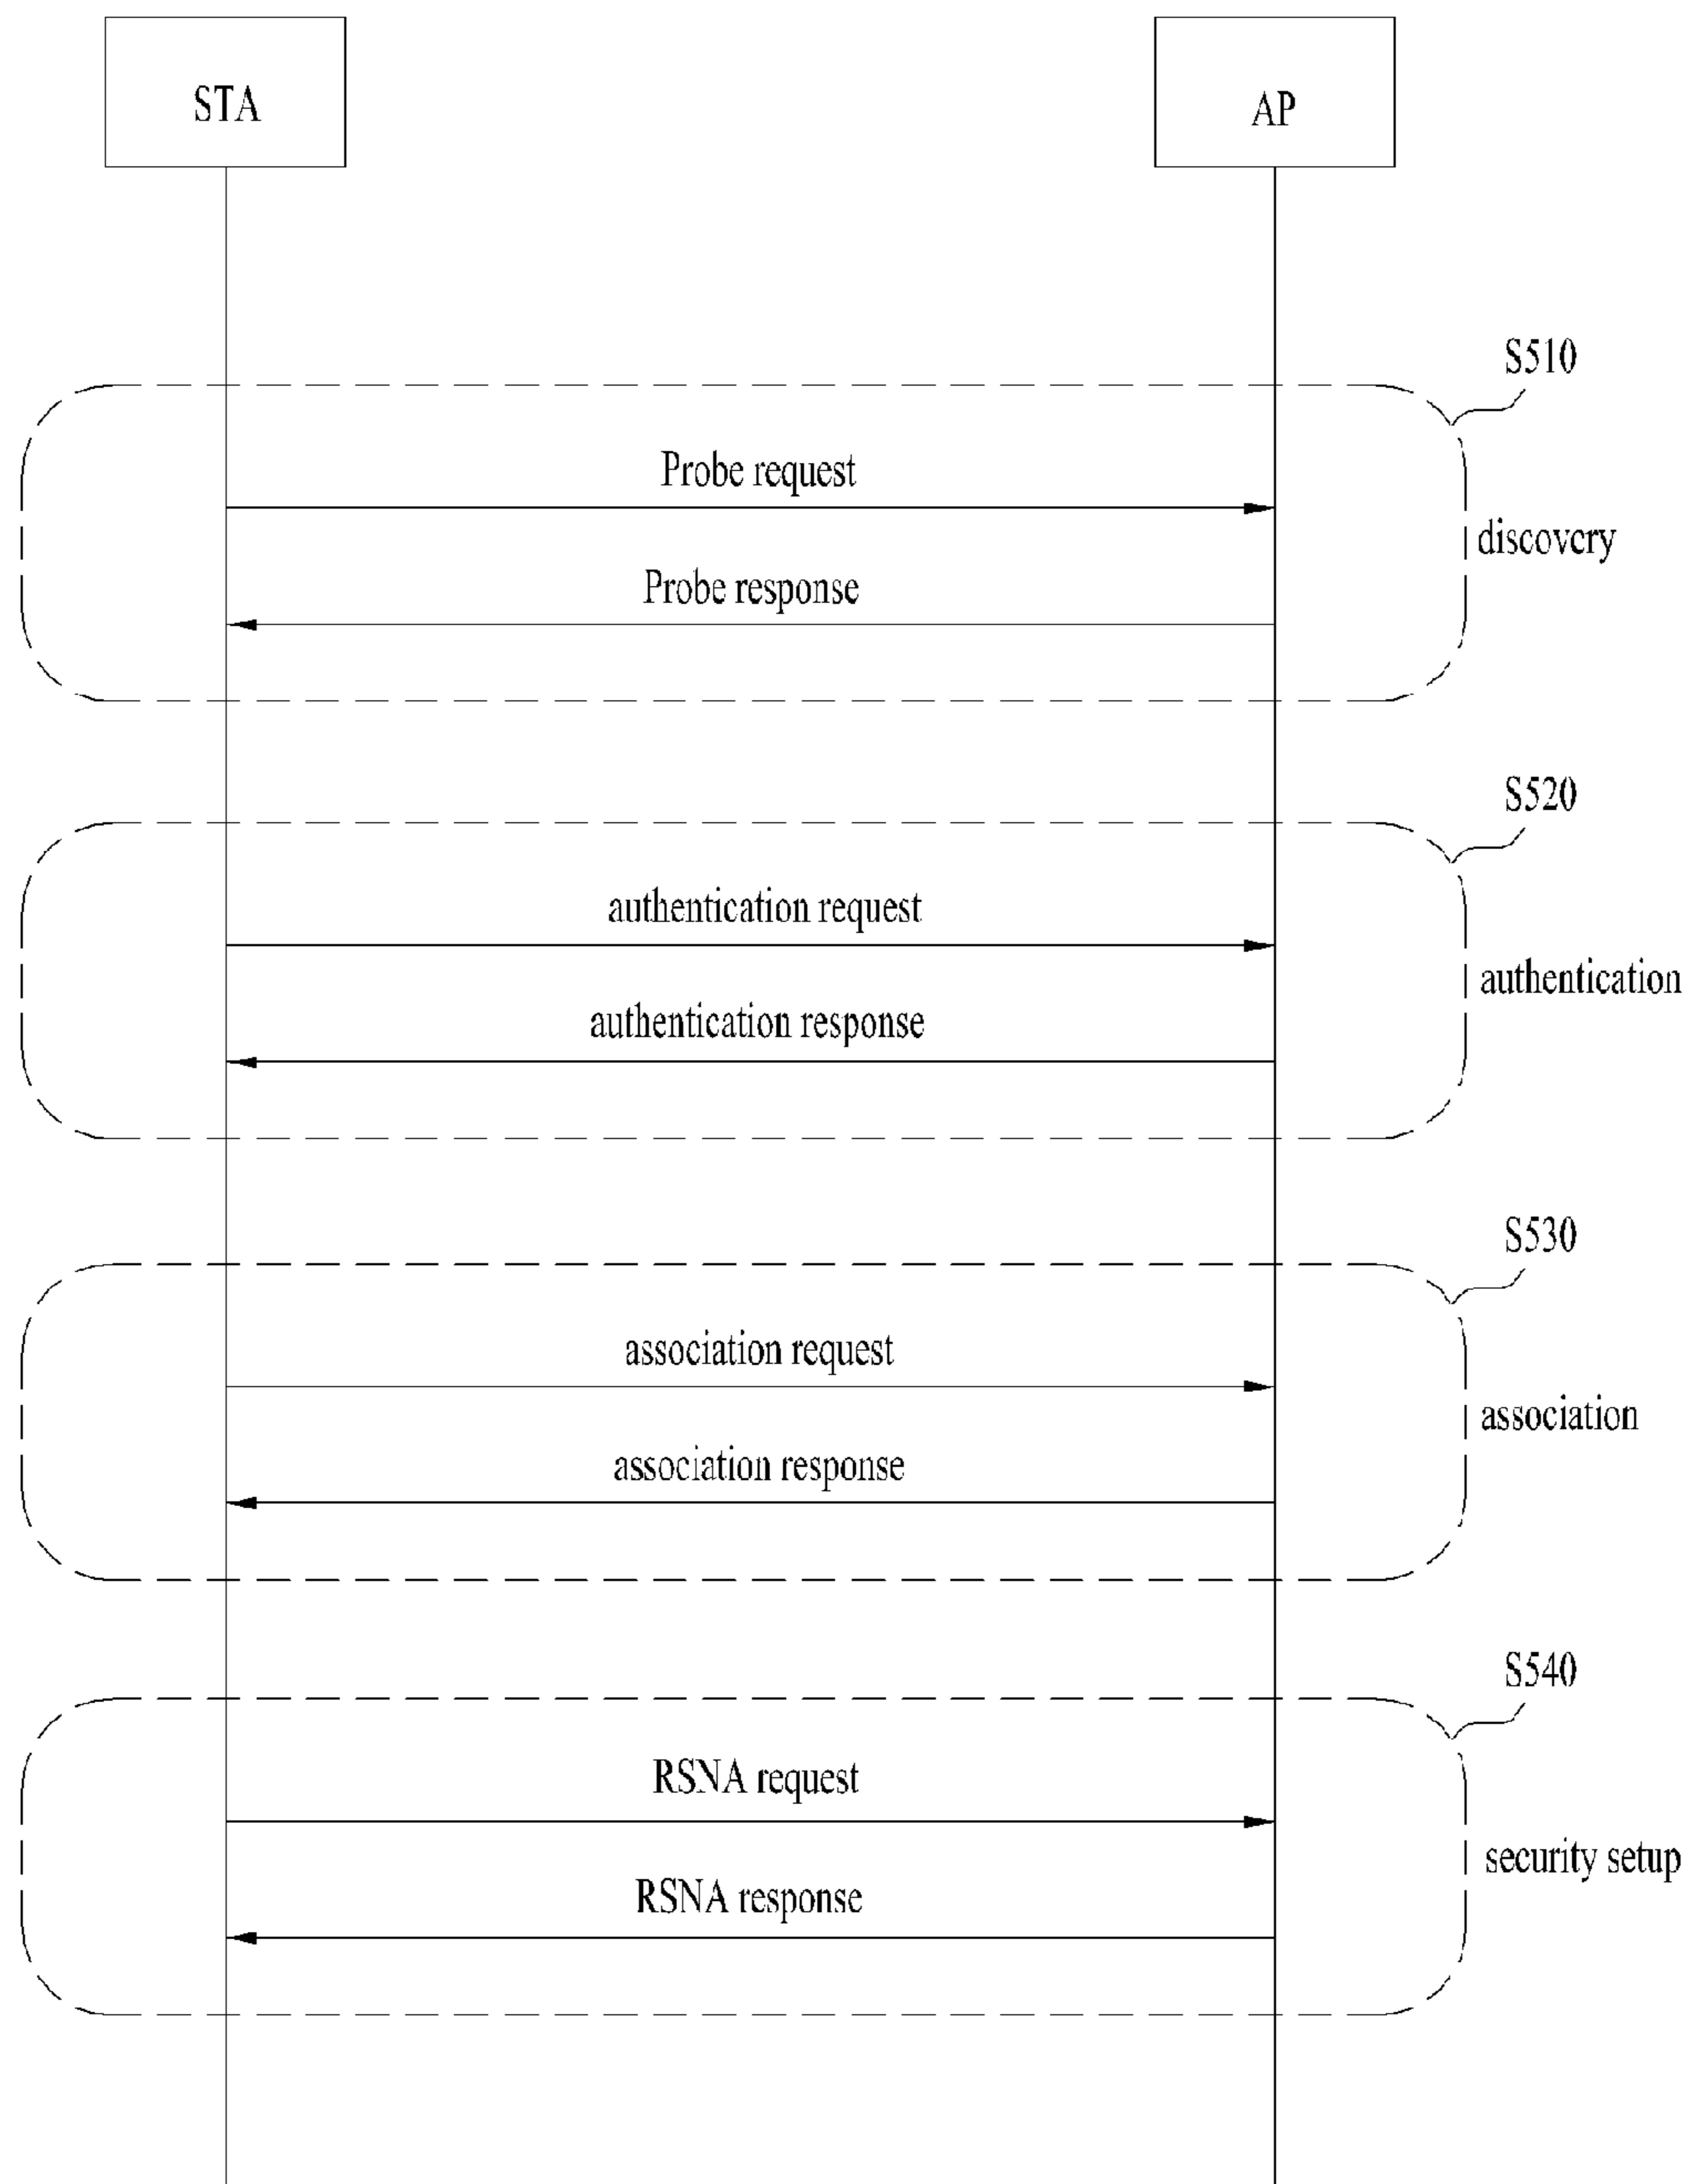 STA
AP
S510
Probe request
discovery
Probe response
S520
authentication request
authentication
authentication response
S530
association request
association
association response
S540
RSNA request
security setup
RSNA response